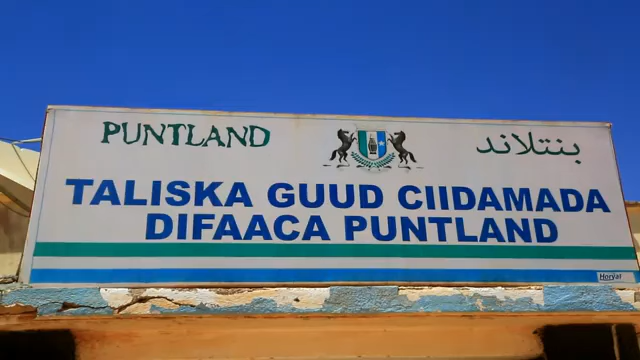 PUNTLAND
بنتلاند
TALISKA GUUD CIIDAMADA
DIFAACA PUNTLAND
Horyal